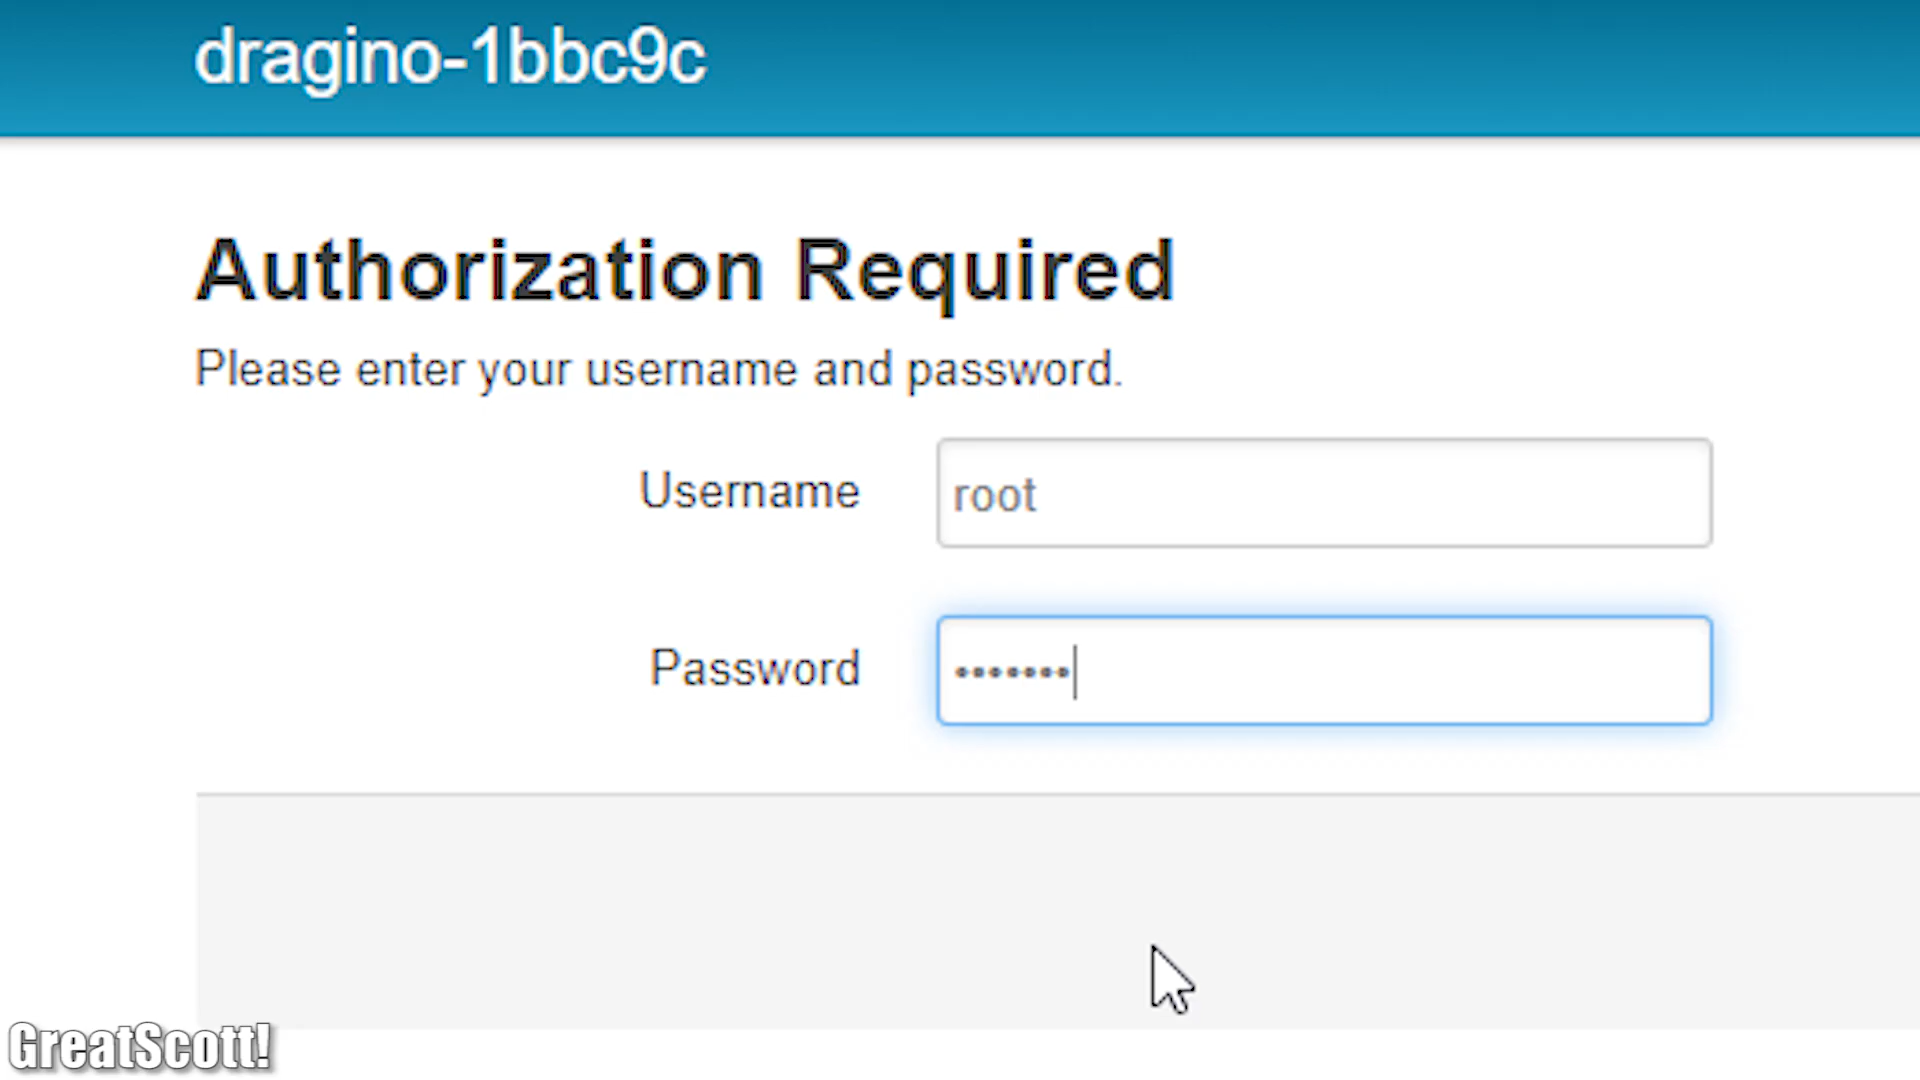 dragino-1bbc9c
Authorization Required
Please enter your username and password.
Username
root
Password
•••••••
GreatScott!